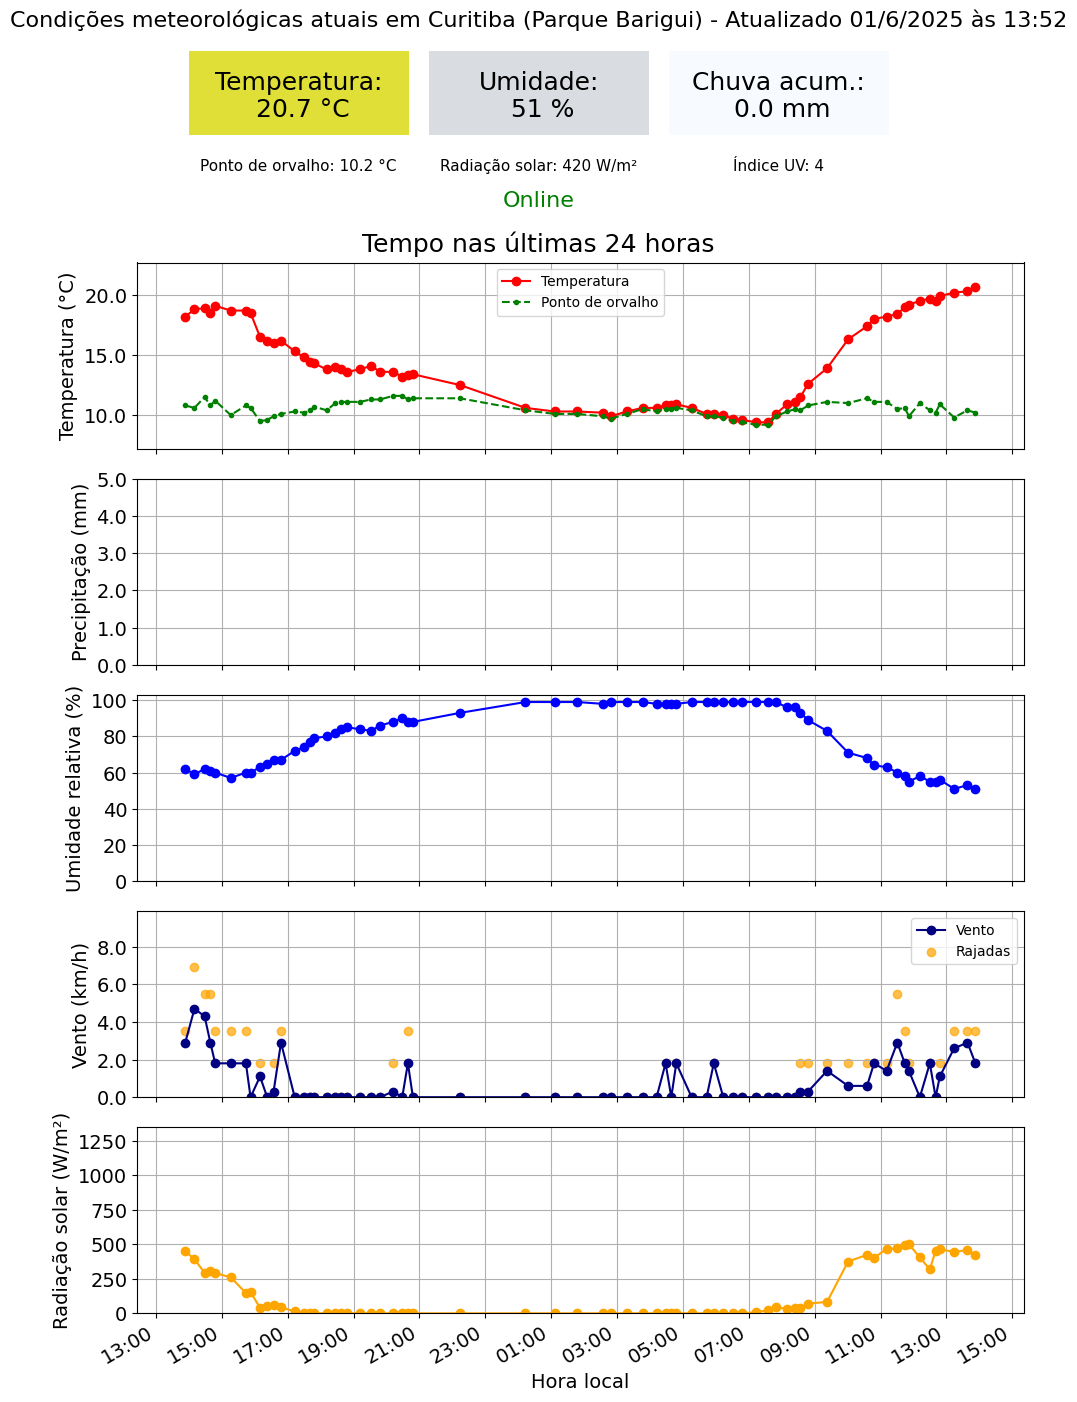 Condições meteorológicas atuais em Curitiba (Parque Barigui) - Atualizado 01/6/2025 às 13:52
Temperatura:
20.7 °C
Umidade:
51 %
Chuva acum.:
0.0 mm
Ponto de orvalho: 10.2 °C
Radiação solar: 420 W/m²
Índice UV: 4
Online
Tempo nas últimas 24 horas
Temperatura (°C)
20.0
15.0
10.0
Temperatura
Ponto de orvalho
Precipitação (mm)
5.0
4.0
3.0
2.0
1.0
0.0
Umidade relativa (%)
100
80
60
40
20
0
Vento (km/h)
8.0
6.0
4.0
2.0
0.0
Vento
Rajadas
Radiação solar (W/m²)
1250
1000
750
500
250
0
13:00
15:00
17:00
19:00
21:00
23:00
01:00
03:00
05:00
07:00
09:00
11:00
13:00
15:00
Hora local